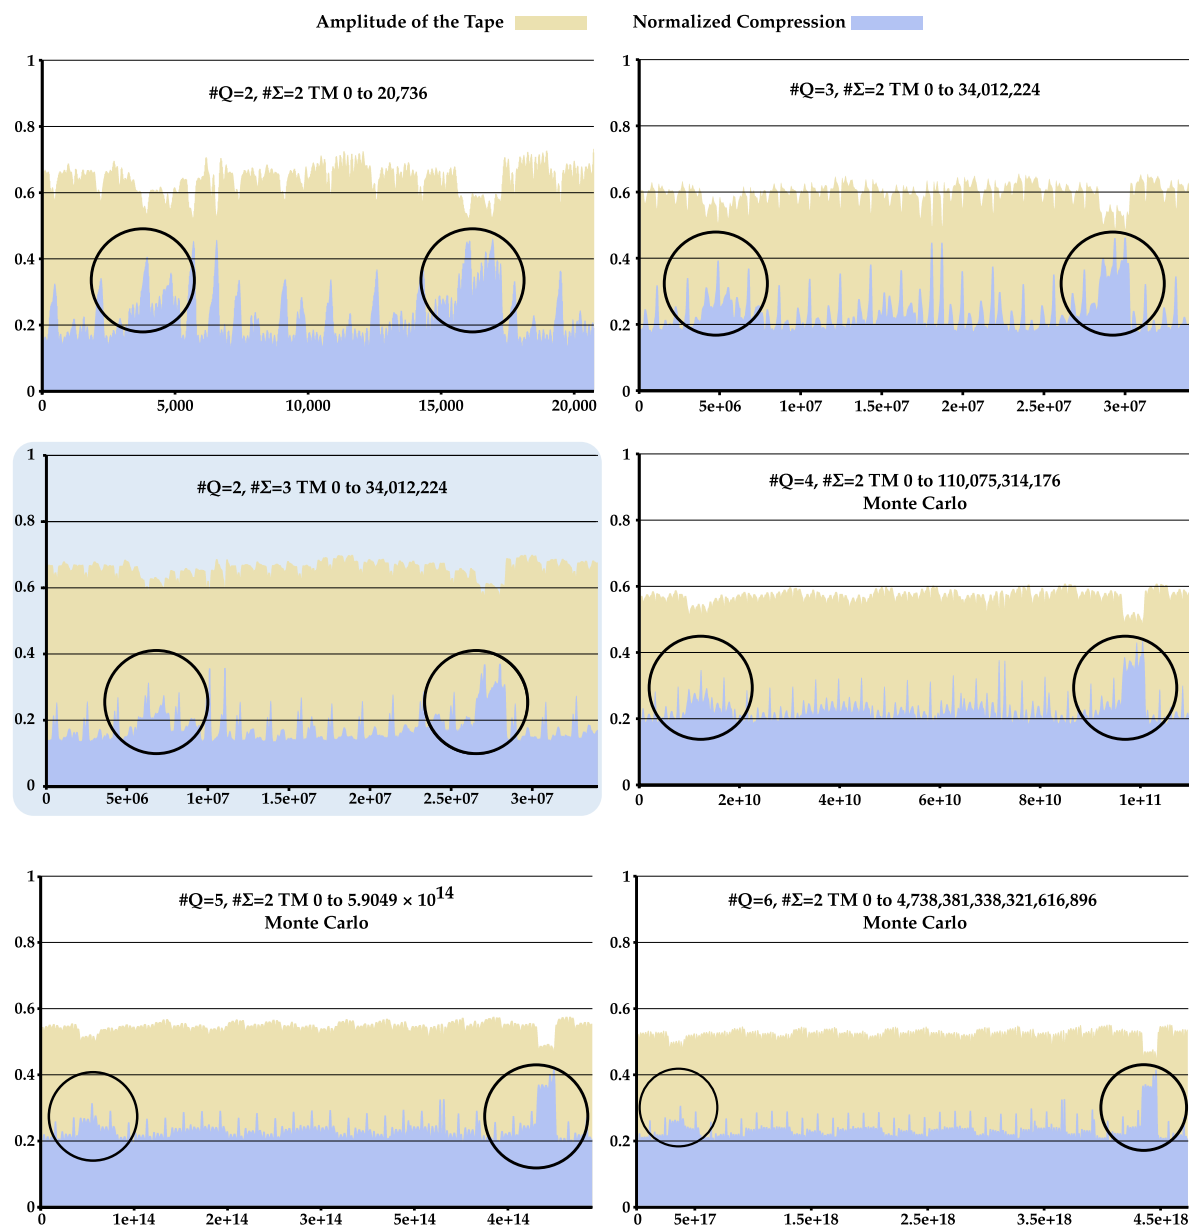 Amplitude of the Tape
Normalized Compression
#Q=2, #Σ=2 TM 0 to 20,736
1
0.8
0.6
0.4
0.2
0
0 5,000 10,000 15,000 20,000
#Q=3, #Σ=2 TM 0 to 34,012,224
1
0.8
0.6
0.4
0.2
0
0 5e+06 1e+07 1.5e+07 2e+07 2.5e+07 3e+07
#Q=2, #Σ=3 TM 0 to 34,012,224
1
0.8
0.6
0.4
0.2
0
0 5e+06 1e+07 1.5e+07 2e+07 2.5e+07 3e+07
#Q=4, #Σ=2 TM 0 to 110,075,314,176
Monte Carlo
1
0.8
0.6
0.4
0.2
0
0 2e+10 4e+10 6e+10 8e+10 1e+11
#Q=5, #Σ=2 TM 0 to 5.9049 × 10¹⁴
Monte Carlo
1
0.8
0.6
0.4
0.2
0
0 1e+14 2e+14 3e+14 5e+14 4e+14
#Q=6, #Σ=2 TM 0 to 4,738,381,338,321,616,896
Monte Carlo
1
0.8
0.6
0.4
0.2
0
0 5e+17 1.5e+18 2.5e+18 3.5e+18 4.5e+18